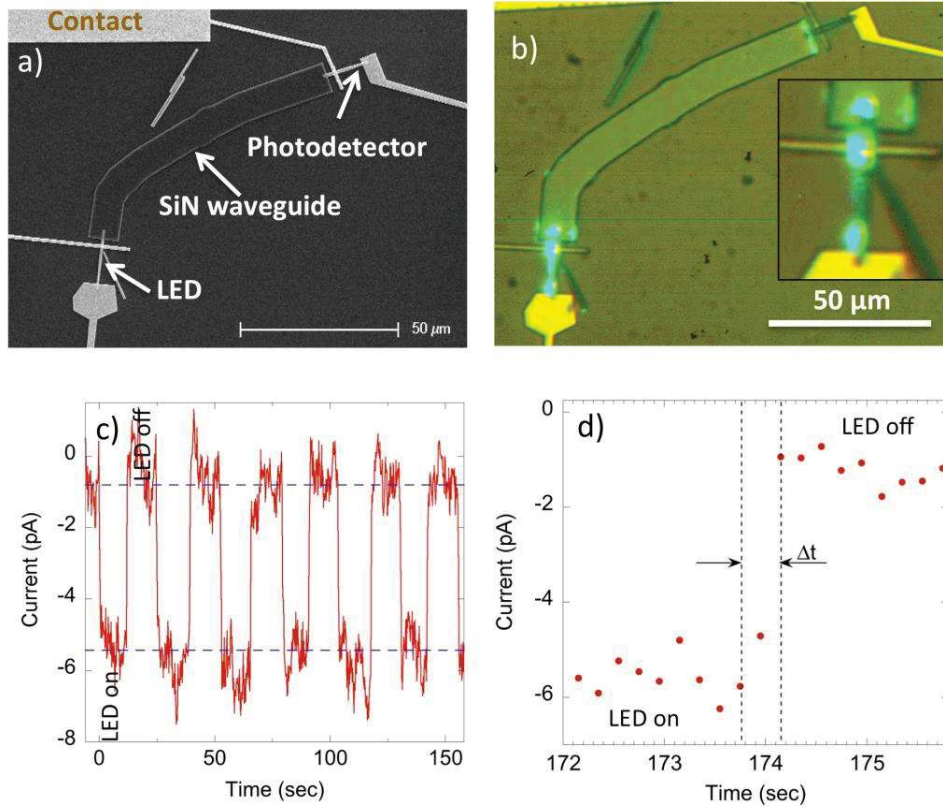 Contact
a)
Photodetector
SiN waveguide
LED
50 μm
b)
50 μm
c)
LED off
LED on
0
-2
-4
-6
-8
Current (pA)
0
50
100
150
Time (sec)
d)
LED off
Δt
LED on
0
-2
-4
-6
Current (pA)
172
173
174
175
Time (sec)